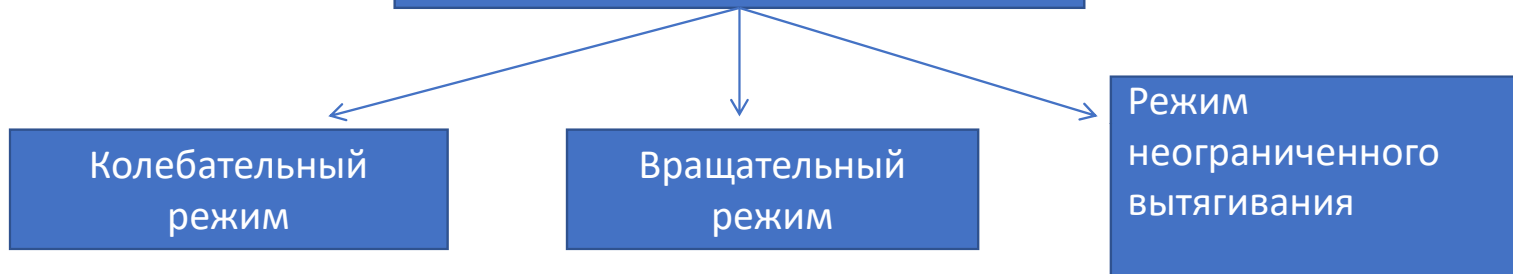 Колебательный
режим
Вращательный
режим
Режим
неограниченного
вытягивания